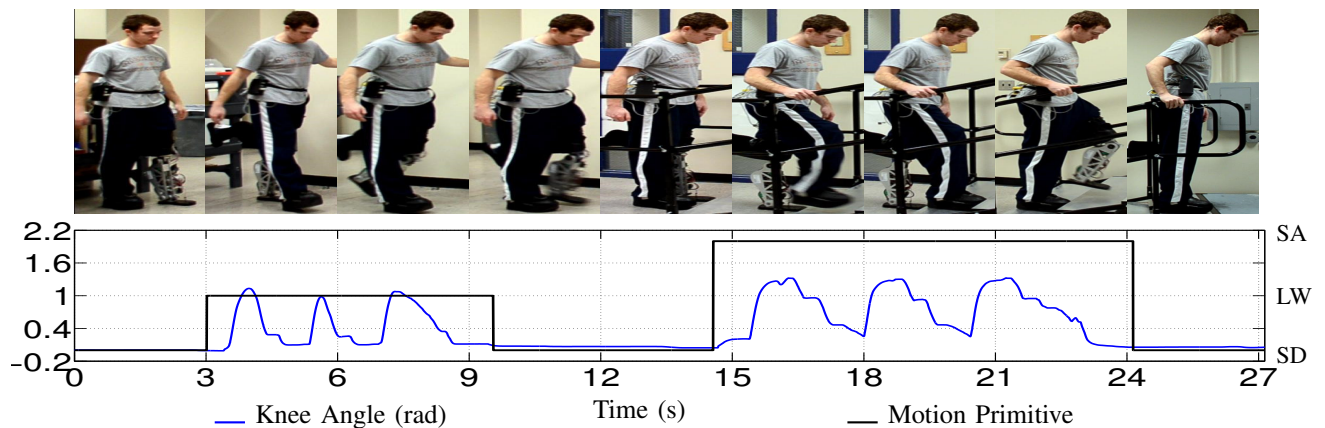 2.2 SA
1.6
1 LW
0.4
−0.2 SD
0 3 6 9 12 15 18 21 24 27
Time (s)
Knee Angle (rad) Motion Primitive